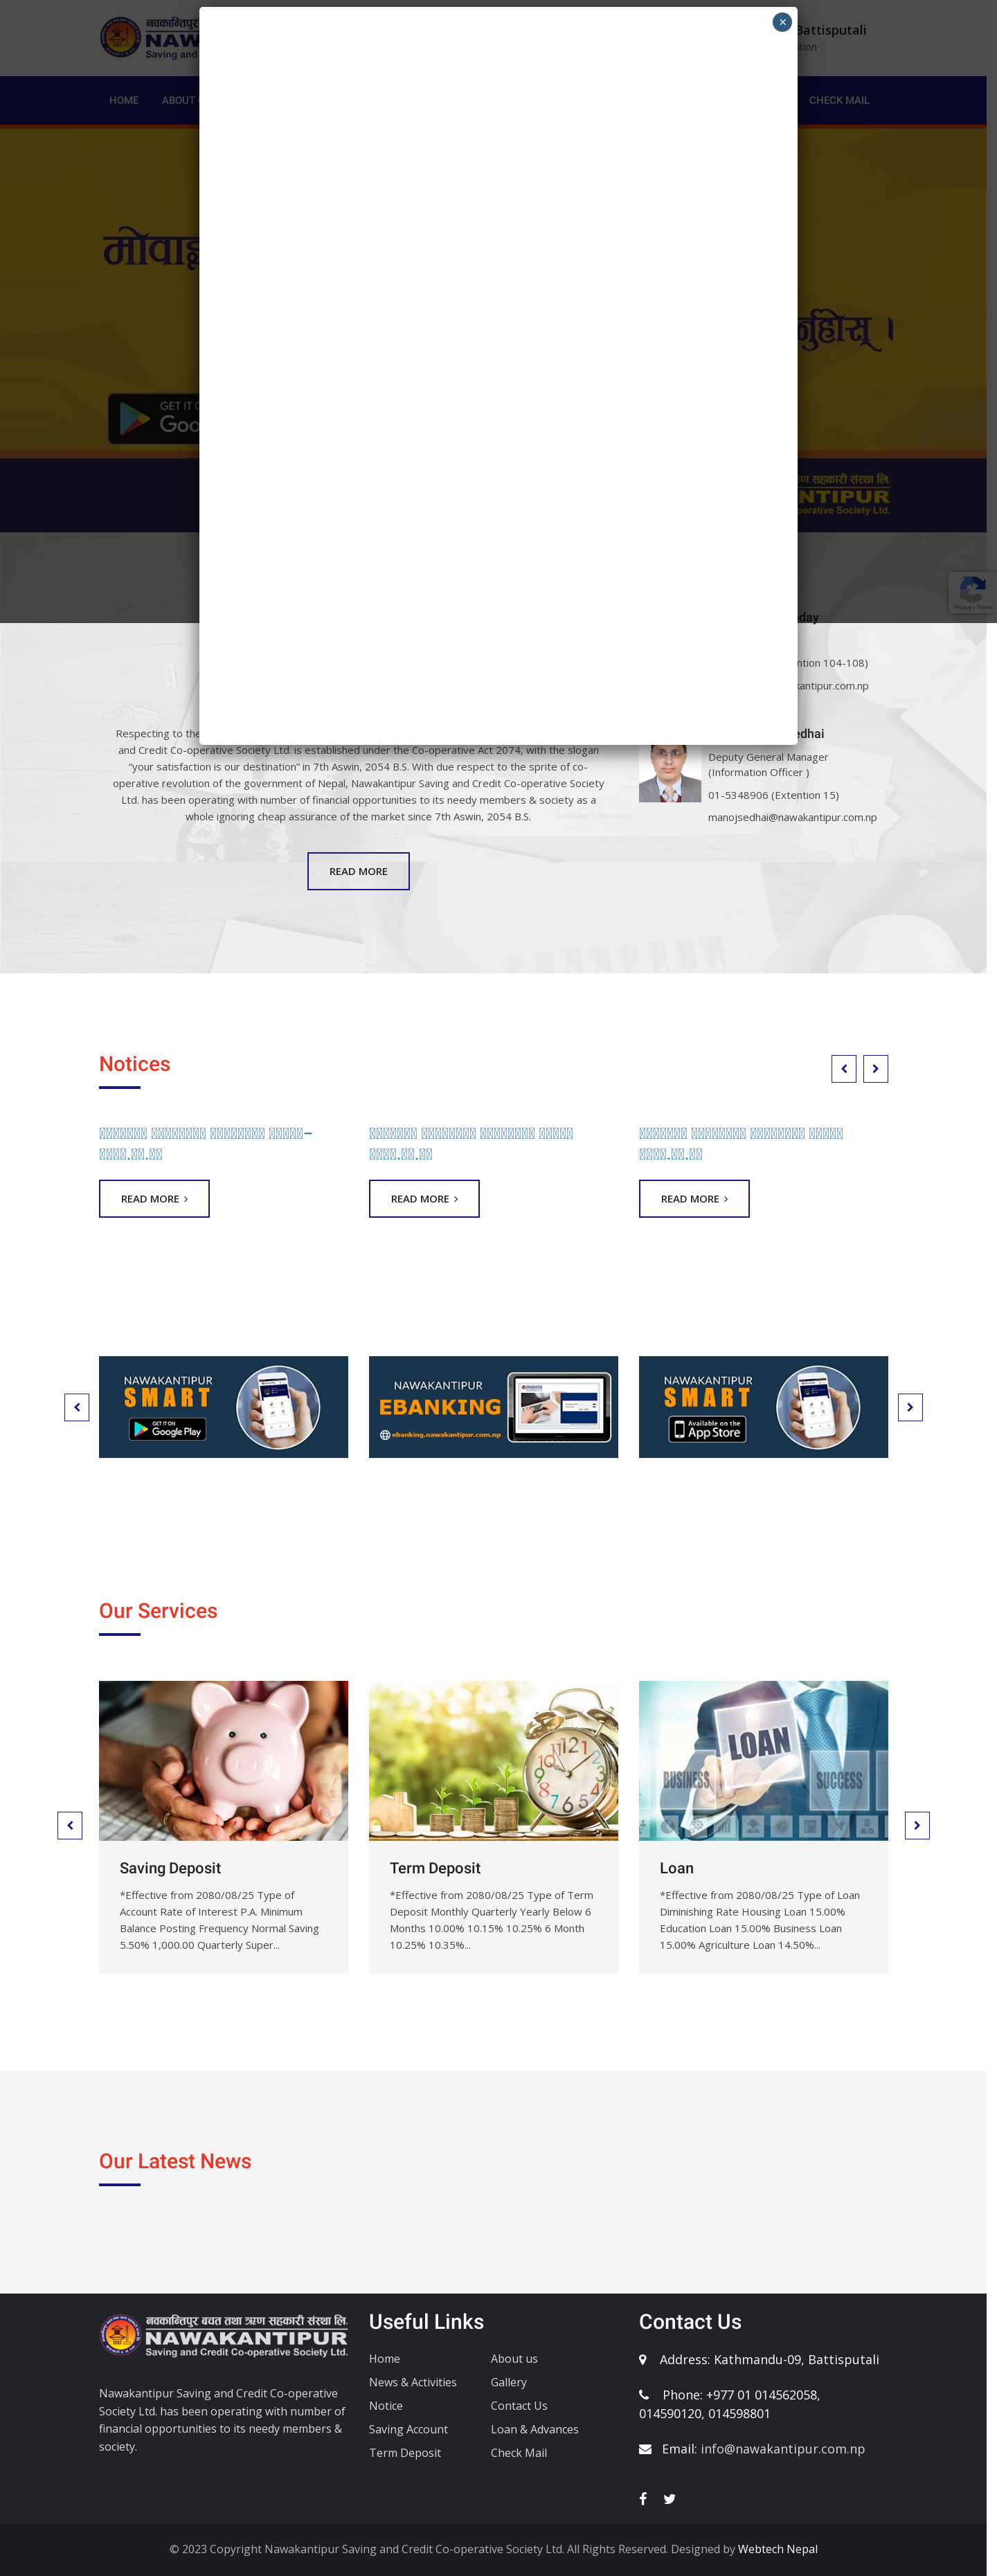 नवकान्तिपुर
NAW
Saving and
Battisputali
HOME
ABOUT
CHECK MAIL
GET IT O
Goo
ण सहकारी संस्था लि.
ANTIPUR
operative Society Ltd.
Privacy - Terms
ntion 104-108)
kantipur.com.np
edhai
Deputy General Manager
(Information Officer )
01-5348906 (Extention 15)
manojsedhai@nawakantipur.com.np
Respecting to the
and Credit Co-operative Society Ltd. is established under the Co-operative Act 2074, with the slogan
“your satisfaction is our destination” in 7th Aswin, 2054 B.S. With due respect to the sprite of co-
operative revolution of the government of Nepal, Nawakantipur Saving and Credit Co-operative Society
Ltd. has been operating with number of financial opportunities to its needy members & society as a
whole ignoring cheap assurance of the market since 7th Aswin, 2054 B.S.
READ MORE
Notices
READ MORE
READ MORE
READ MORE
NAWAKANTIPUR
SMART
GET IT ON
Google Play
NAWAKANTIPUR
EBANKING
ebanking.nawakantipur.com.np
NAWAKANTIPUR
SMART
Available on the
App Store
Our Services
LOAN
BUSINESS
SUCCESS
Saving Deposit
*Effective from 2080/08/25 Type of
Account Rate of Interest P.A. Minimum
Balance Posting Frequency Normal Saving
5.50% 1,000.00 Quarterly Super...
Term Deposit
*Effective from 2080/08/25 Type of Term
Deposit Monthly Quarterly Yearly Below 6
Months 10.00% 10.15% 10.25% 6 Month
10.25% 10.35%...
Loan
*Effective from 2080/08/25 Type of Loan
Diminishing Rate Housing Loan 15.00%
Education Loan 15.00% Business Loan
15.00% Agriculture Loan 14.50%...
Our Latest News
नवकान्तिपुर बचत तथा ऋण सहकारी संस्था लि.
NAWAKANTIPUR
Saving and Credit Co-operative Society Ltd.
Nawakantipur Saving and Credit Co-operative
Society Ltd. has been operating with number of
financial opportunities to its needy members &
society.
Useful Links
Home
About us
News & Activities
Gallery
Notice
Contact Us
Saving Account
Loan & Advances
Term Deposit
Check Mail
Contact Us
Address: Kathmandu-09, Battisputali
Phone: +977 01 014562058,
014590120, 014598801
Email: info@nawakantipur.com.np
© 2023 Copyright Nawakantipur Saving and Credit Co-operative Society Ltd. All Rights Reserved. Designed by Webtech Nepal